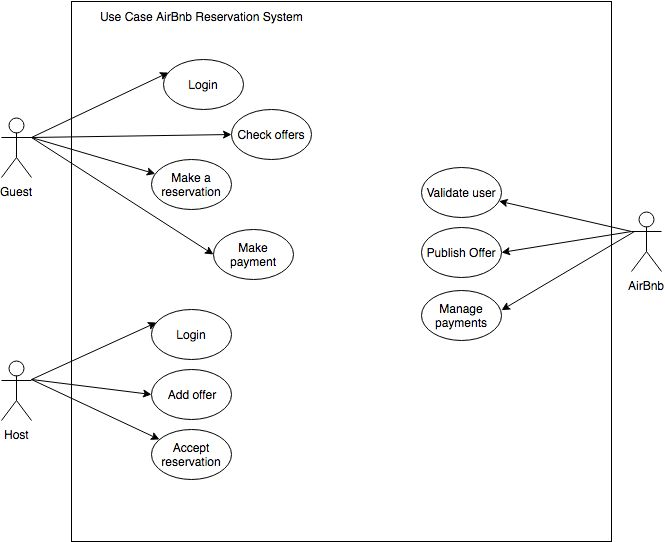 Use Case AirBnb Reservation System
Login
Check offers
Guest
Make a
reservation
Validate user
Make
payment
Publish Offer
AirBnb
Manage
payments
Login
Add offer
Host
Accept
reservation